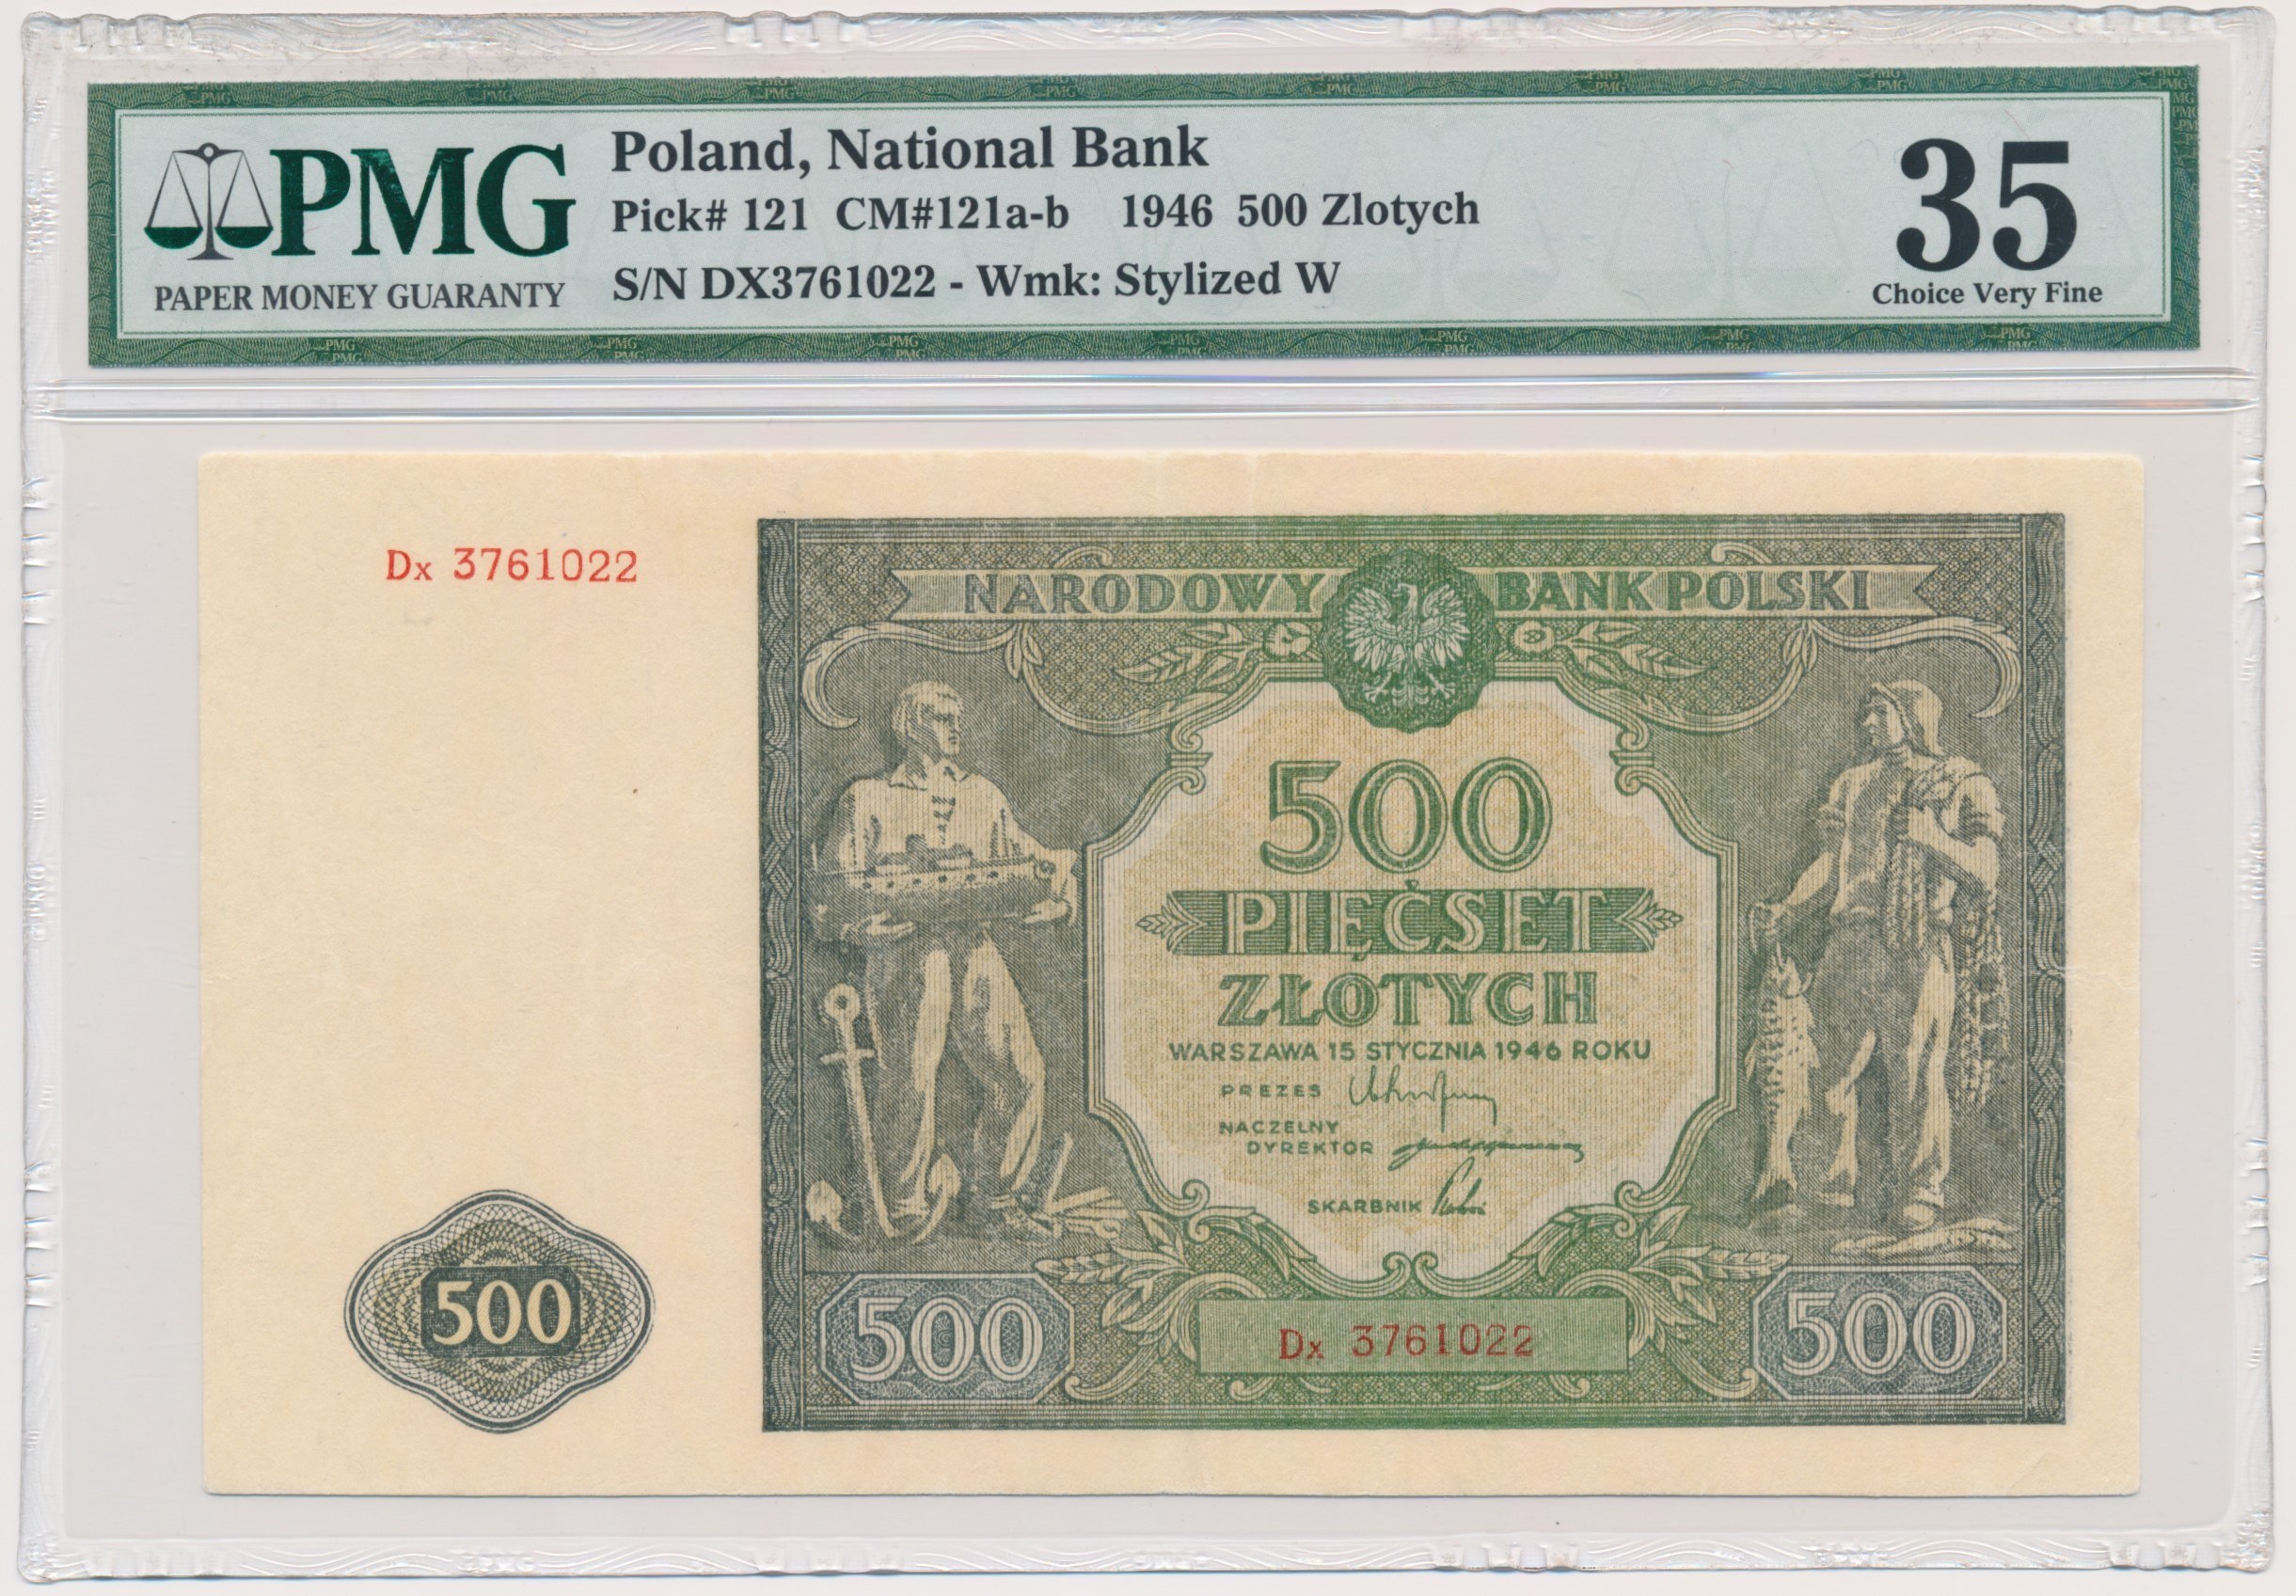 PMG
PAPER MONEY GUARANTY
Poland, National Bank
Pick# 121 CM#121a-b 1946 500 Zlotych
S/N DX3761022 - Wmk: Stylized W
35
Choice Very Fine
Dx 3761022
NARODOWY BANK POLSKI
500
PIĘĆSET
ZŁOTYCH
WARSZAWA 15 STYCZNIA 1946 ROKU
PREZES
NACZELNY
DYREKTOR
SKARBNIK
500
500
Dx 3761022
500